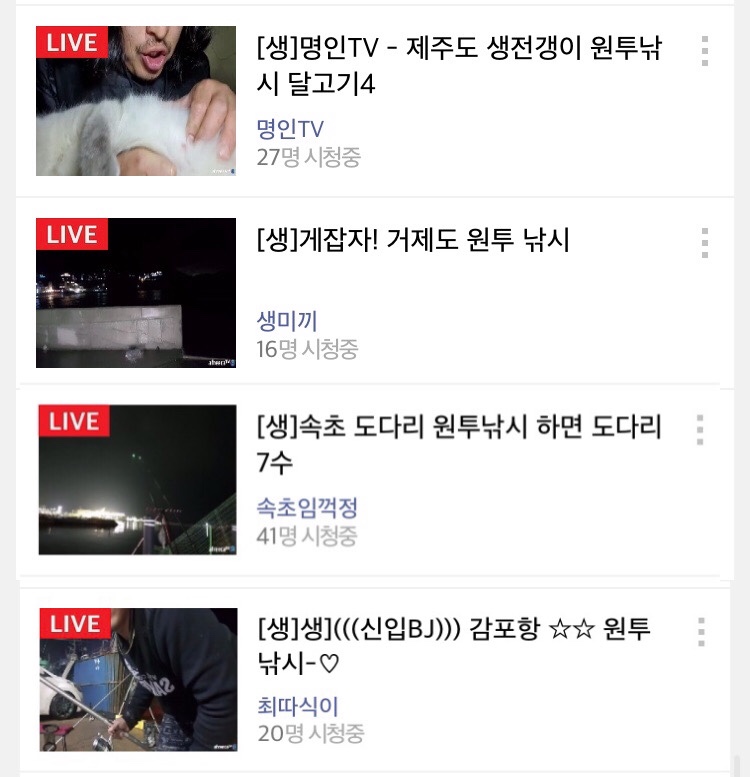 LIVE
[생]명인TV - 제주도 생전갱이 원투낚
시 달고기4
명인TV
27명 시청중
LIVE
[생]게잡자! 거제도 원투 낚시
생미끼
16명 시청중
LIVE
[생]속초 도다리 원투낚시 하면 도다리
7수
속초임꺽정
41명 시청중
LIVE
[생]생](((신입BJ))) 감포항 ☆☆ 원투
낚시-♡
최따식이
20명 시청중